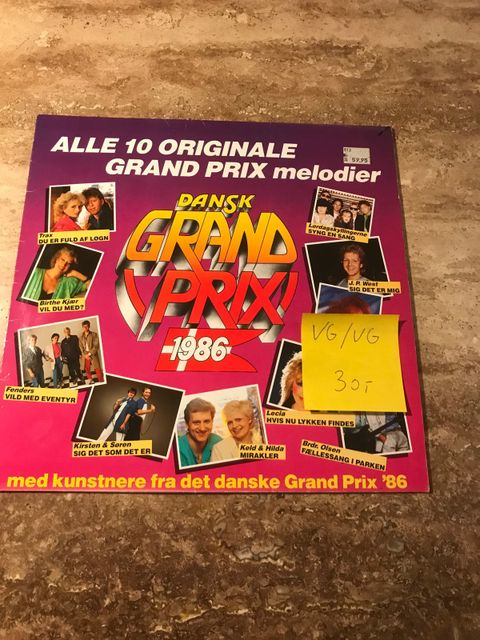 ALLE 10 ORIGINALE
GRAND PRIX melodier
59,95
DANSK
GRAND
PRIX
1986
Trax
DU ER FULD AF LØGN
Birthe Kjær
VIL DU MED?
Fenders
VILD MED EVENTYR
Kirsten & Søren
SIG DET SOM DET ER
Keld & Hilda
MIRAKLER
Lecia
HVIS NU LYKKEN FINDES
Brdr. Olsen
FÆLLESSANG I PARKEN
Lørdagskyllingerne
SYNG EN SANG
J.P. West
SIG DET ER MIG
VG/VG
30,-
med kunstnere fra det danske Grand Prix '86